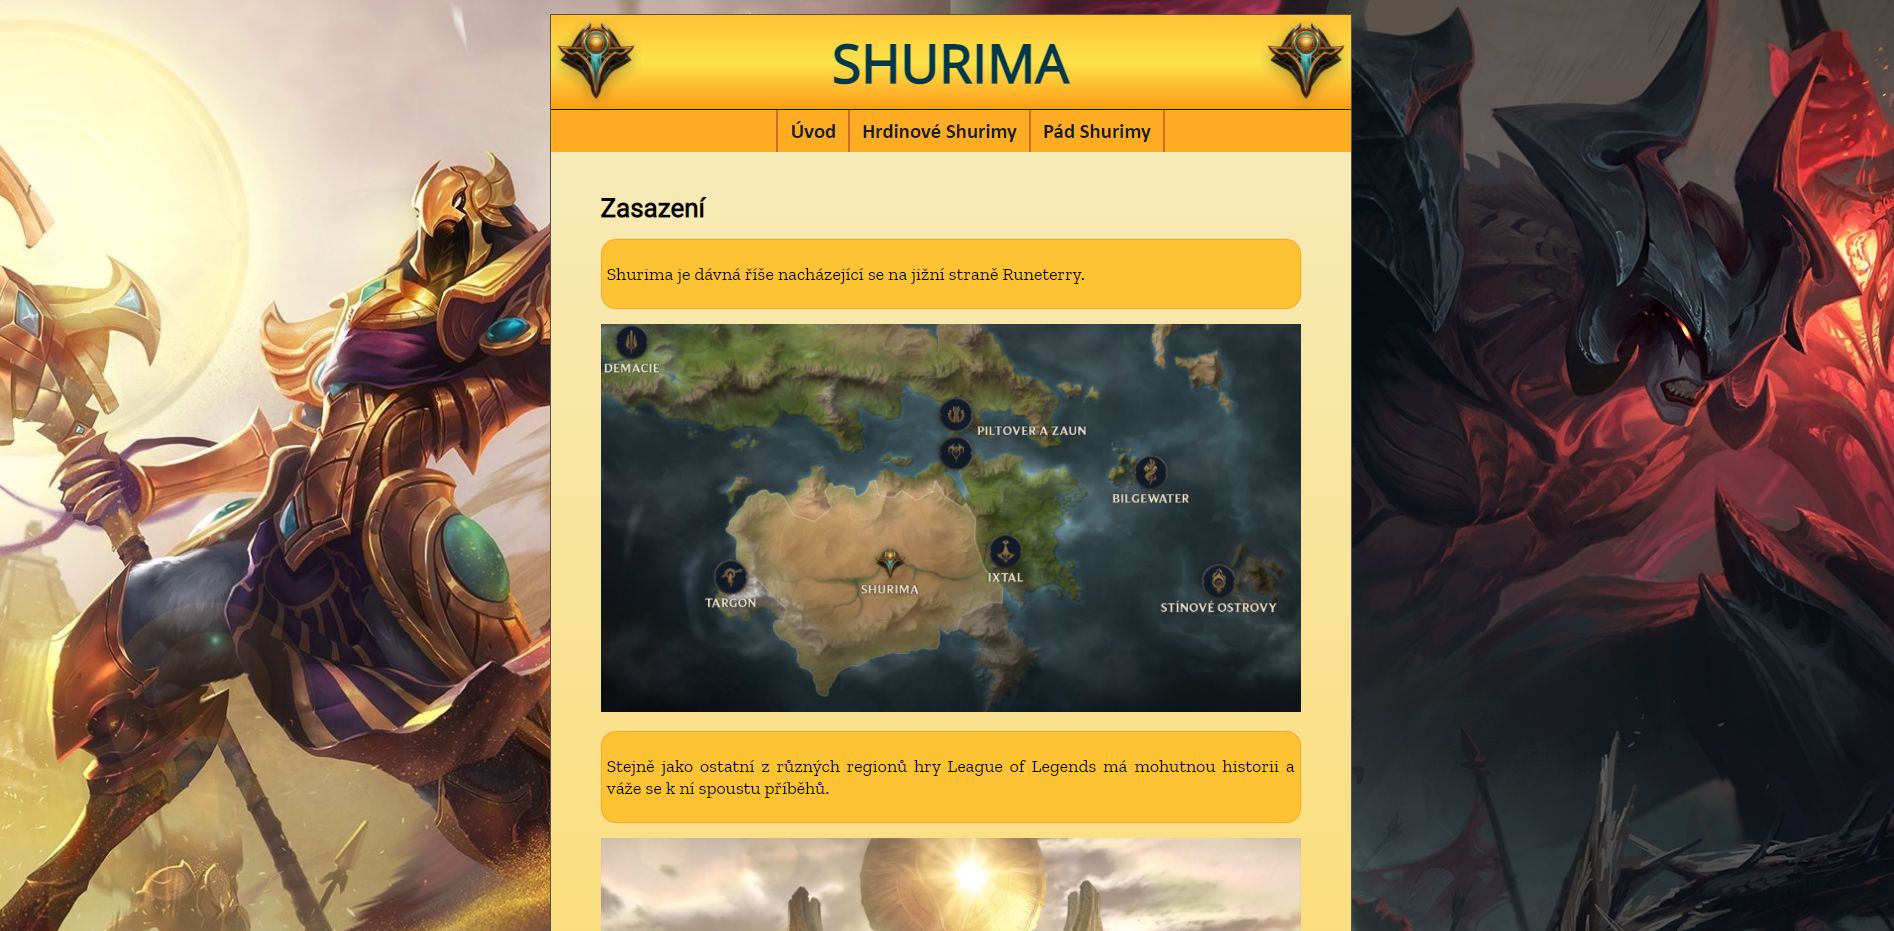 SHURIMA
Úvod
Hrdinové Shurimy
Pád Shurimy
Zasazení
Shurima je dávná říše nacházející se na jižní straně Runeterry.
DEMACIE
PILTOVER A ZAUN
BILGEWATER
SHURIMA
IXTAL
TARGON
STÍNOVÉ OSTROVY
Stejně jako ostatní z různých regionů hry League of Legends má mohutnou historii a
váže se k ní spoustu příběhů.